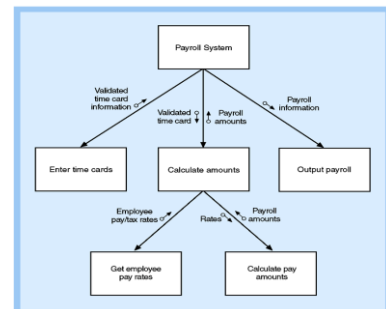 Payroll System
Validated
time card
information
Validated
time card
Payroll
amounts
Payroll
information
Enter time cards
Calculate amounts
Output payroll
Employee
pay/tax rates
Rates
Payroll
amounts
Get employee
pay rates
Calculate pay
amounts